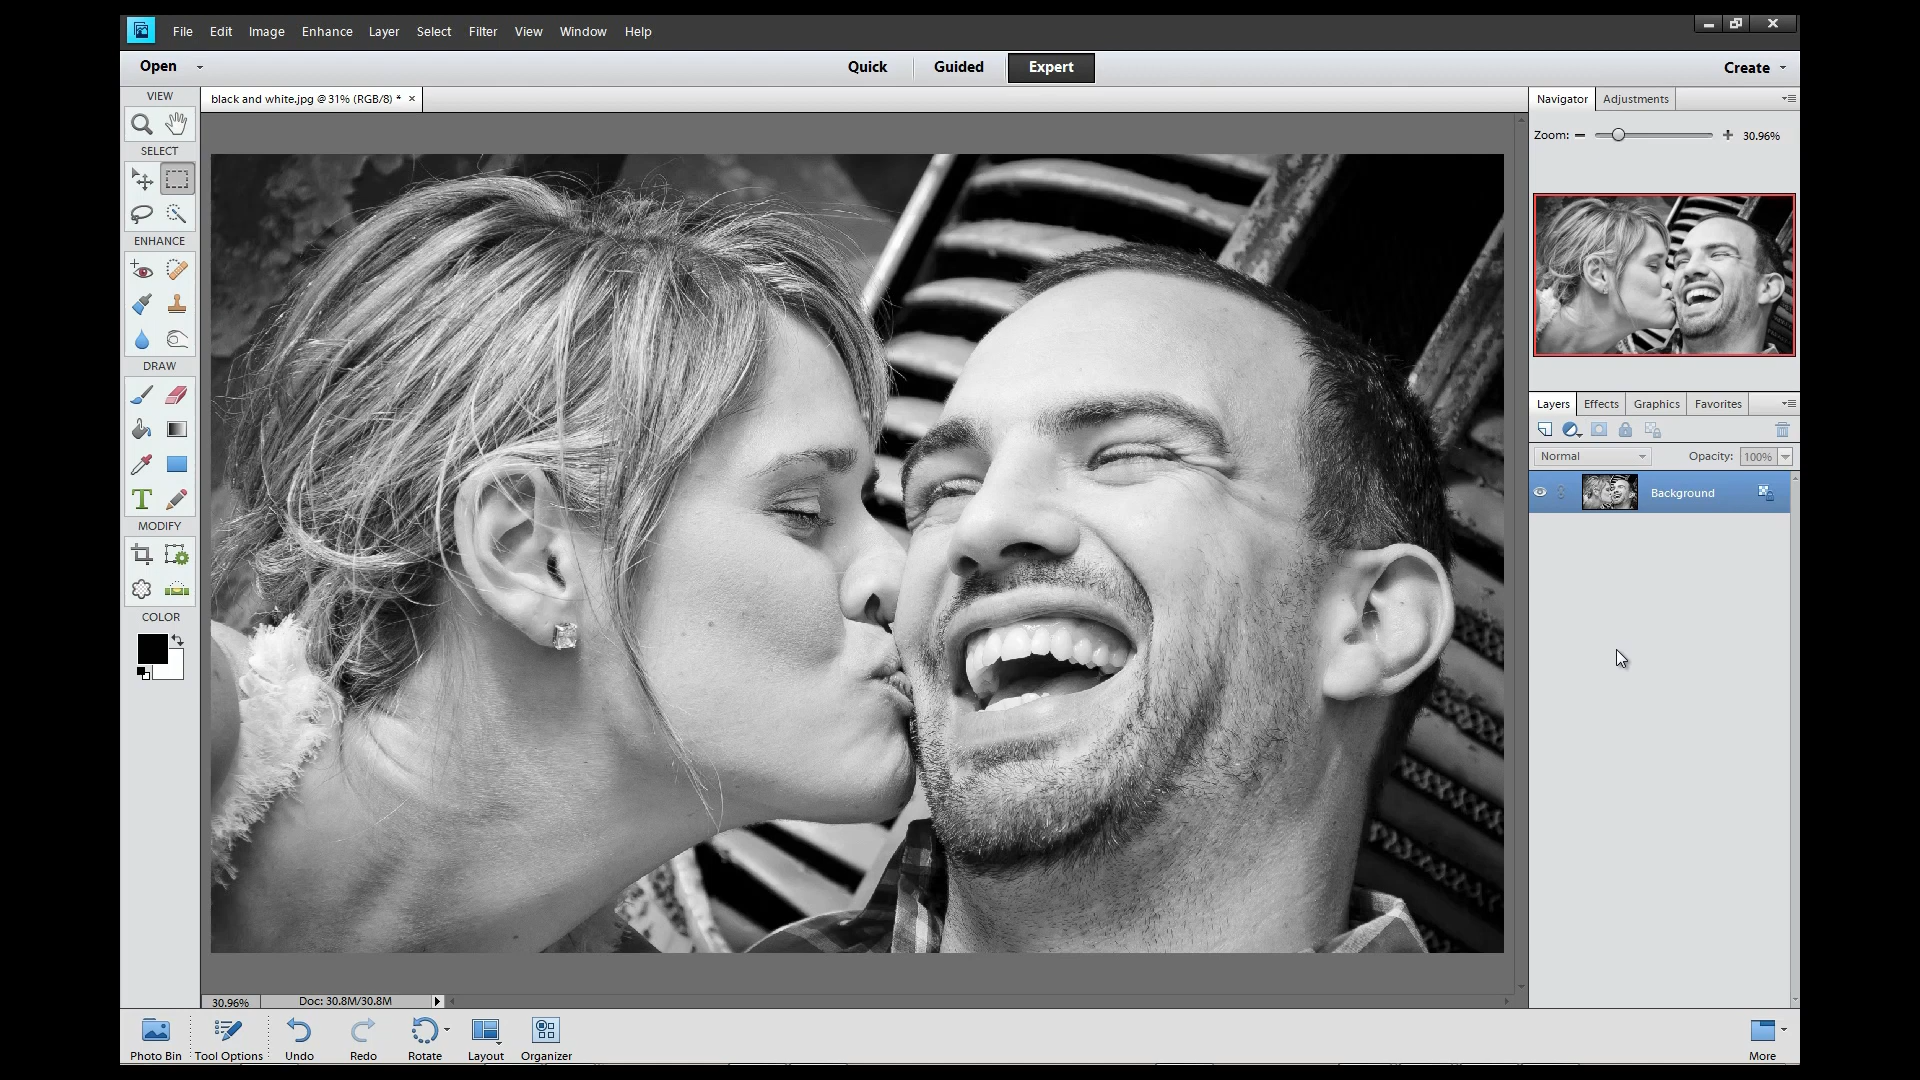 File Edit Image Enhance Layer Select Filter View Window Help
Open Quick Guided Expert Create
VIEW
black and white.jpg @ 31% (RGB/8) * ×
Navigator Adjustments
Zoom: 30.96%
SELECT
ENHANCE
DRAW
T
MODIFY
COLOR
Layers Effects Graphics Favorites
Normal Opacity: 100%
Background
30.96% Doc: 30.8M/30.8M
Photo Bin Tool Options Undo Redo Rotate Layout Organizer More